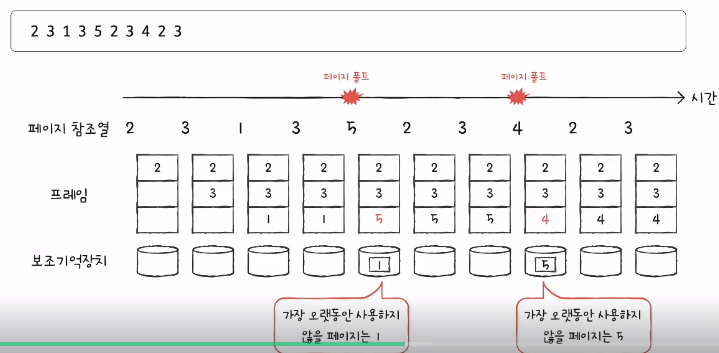 2 3 1 3 5 2 3 4 2 3
페이지 폴트 페이지 폴트
시간
페이지 참조열 2 3 1 3 5 2 3 4 2 3
2 2 2 2 2 2 2 2 2 2
프레임 3 3 3 3 3 3 3 3 3
1 1 5 5 5 4 4 4
보조기억장치 1 5
가장 오랫동안 사용하지
않을 페이지는 1
가장 오랫동안 사용하지
않을 페이지는 5